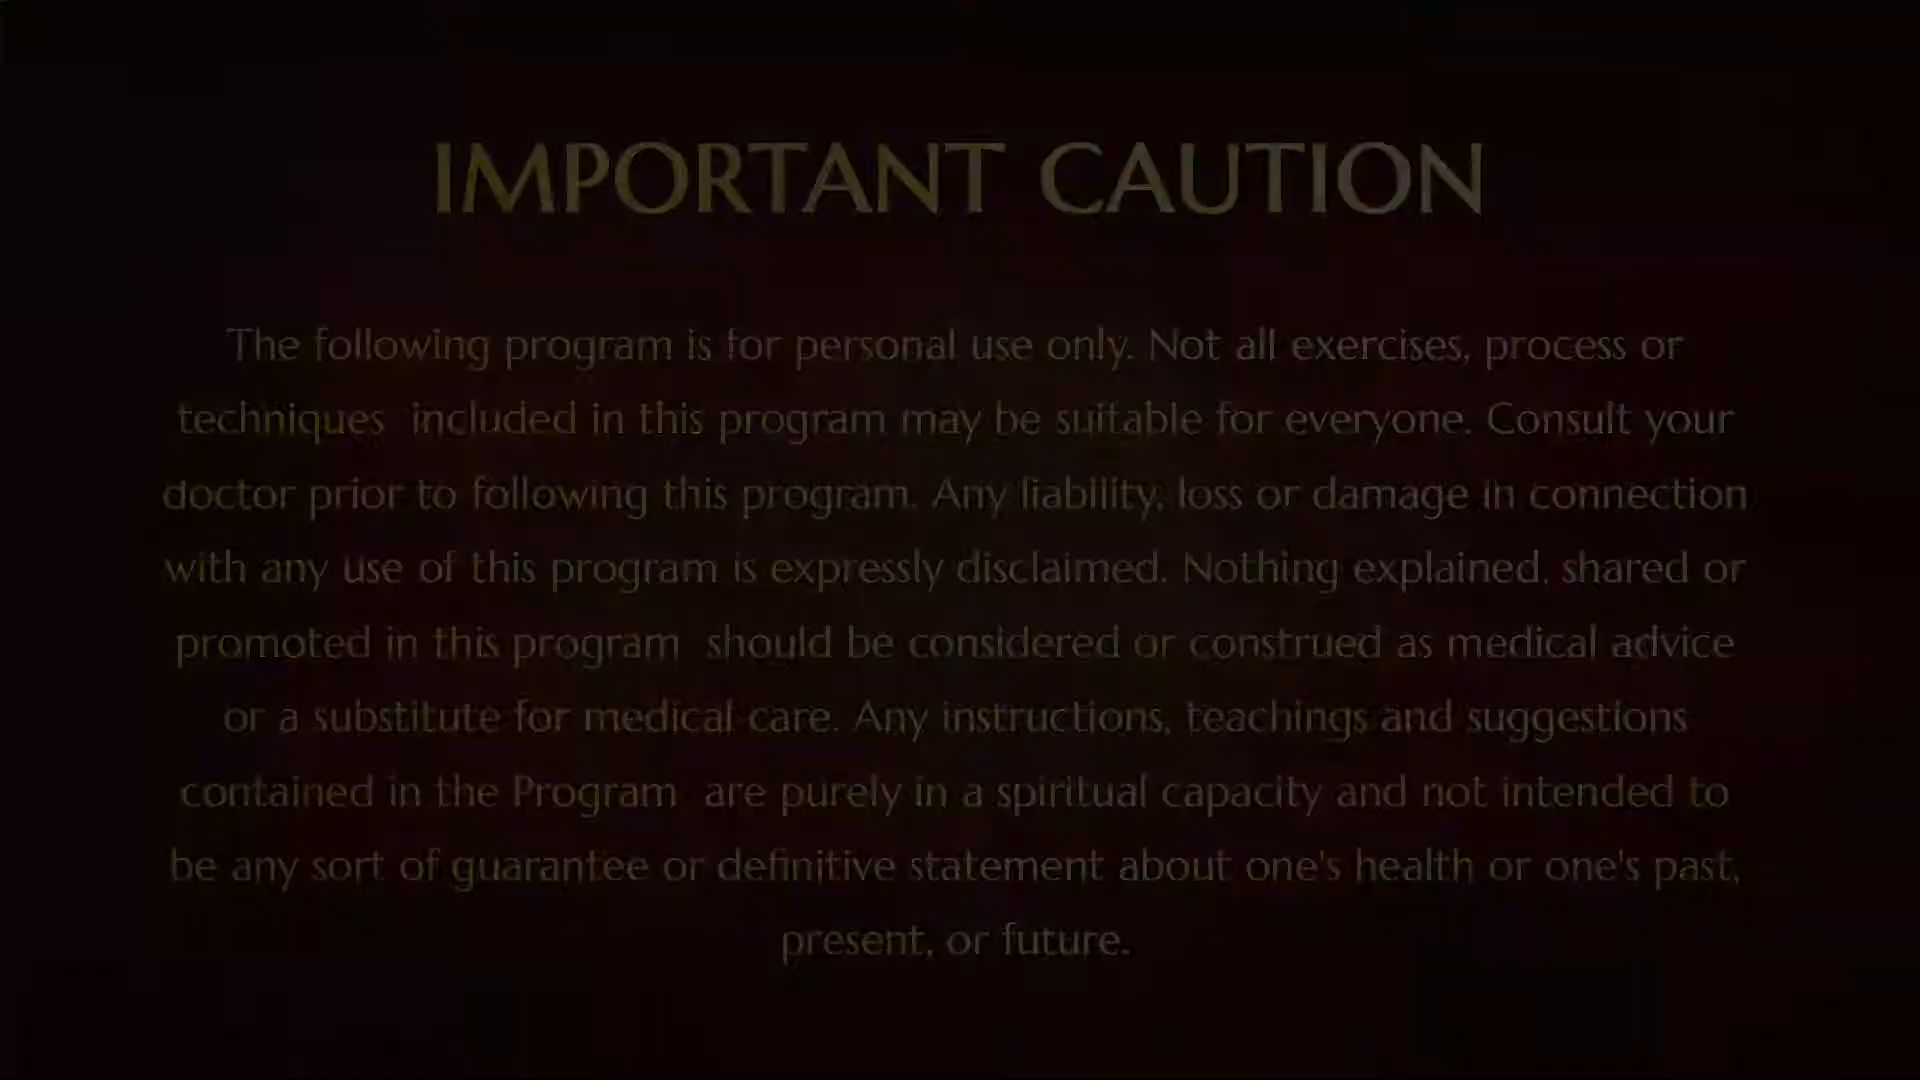 IMPORTANT CAUTION
The following program is for personal use only. Not all exercises, process or
techniques included in this program may be suitable for everyone. Consult your
doctor prior to following this program. Any liability, loss or damage in connection
with any use of this program is expressly disclaimed. Nothing explained, shared or
promoted in this program should be considered or construed as medical advice
or a substitute for medical care. Any instructions, teachings and suggestions
contained in the Program are purely in a spiritual capacity and not intended to
be any sort of guarantee or definitive statement about one's health or one's past,
present, or future.